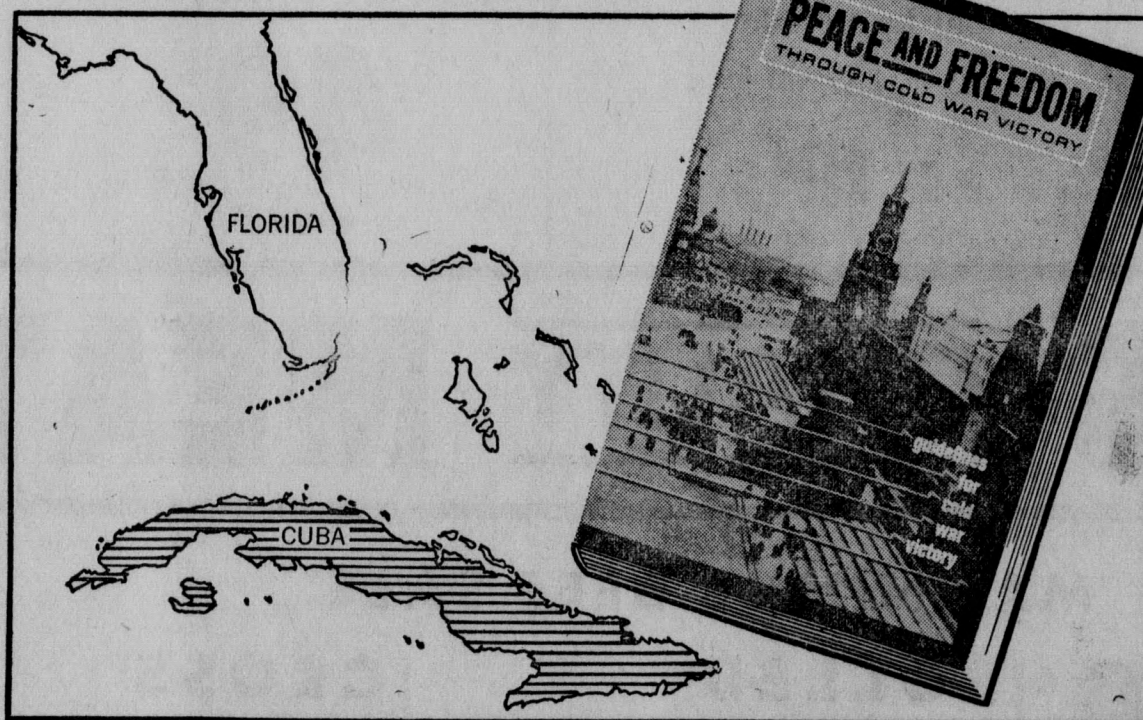 FLORIDA
CUBA
PEACE AND FREEDOM
THROUGH COLD WAR VICTORY
guidelines
for
cold
war
victory